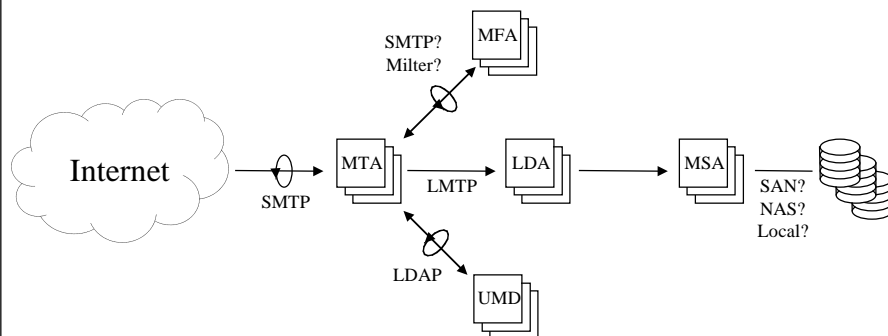 SMTP?
Milter?
MFA
Internet
SMTP
MTA
LMTP
LDA
MSA
SAN?
NAS?
Local?
LDAP
UMD